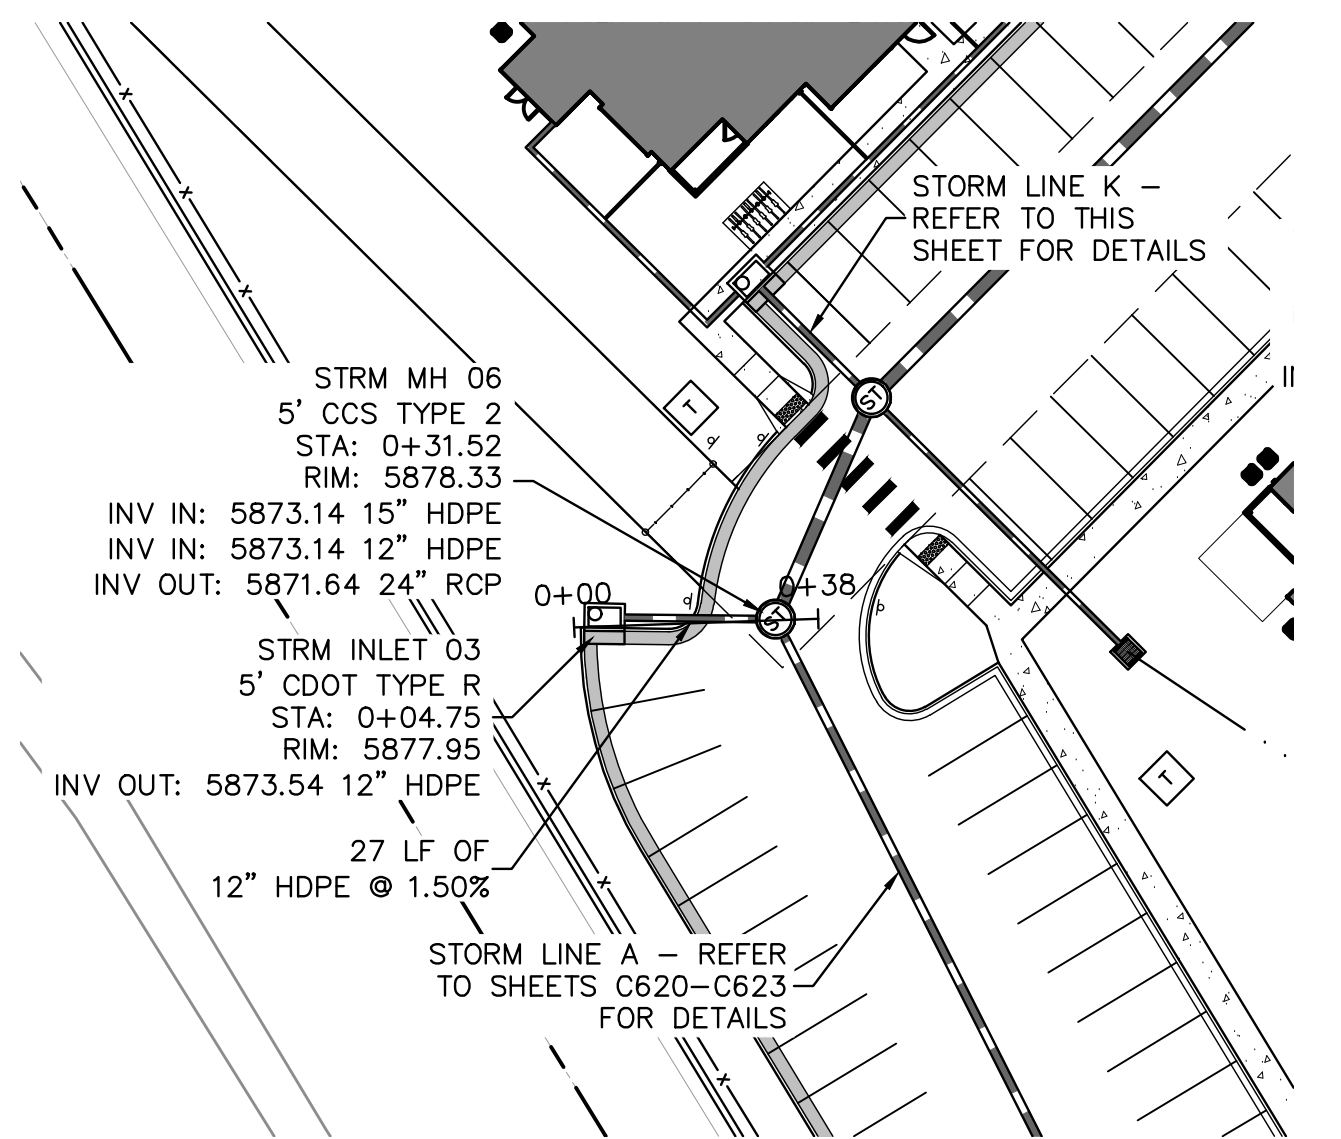 STORM LINE K –
REFER TO THIS
SHEET FOR DETAILS
STRM MH 06
5' CCS TYPE 2
STA: 0+31.52
RIM: 5878.33
INV IN: 5873.14 15" HDPE
INV IN: 5873.14 12" HDPE
INV OUT: 5871.64 24" RCP
T
ST
0+00
0+38
ST
STRM INLET 03
5' CDOT TYPE R
STA: 0+04.75
RIM: 5877.95
INV OUT: 5873.54 12" HDPE
T
27 LF OF
12" HDPE @ 1.50%
STORM LINE A – REFER
TO SHEETS C620–C623
FOR DETAILS